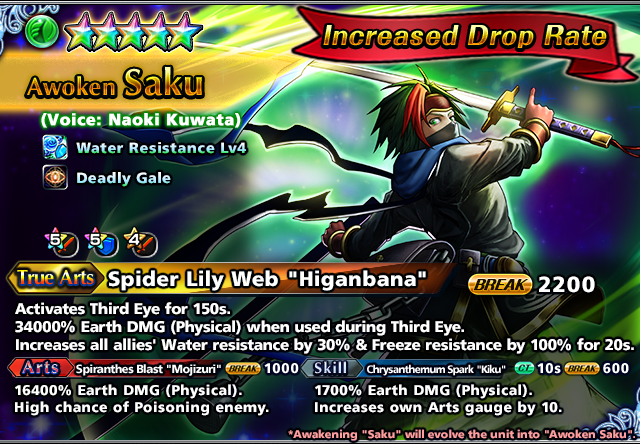 Increased Drop Rate
Awoken Saku
(Voice: Naoki Kuwata)
Water Resistance Lv4
Deadly Gale
5 5 4
True Arts Spider Lily Web "Higanbana" BREAK 2200
Activates Third Eye for 150s.
34000% Earth DMG (Physical) when used during Third Eye.
Increases all allies' Water resistance by 30% & Freeze resistance by 100% for 20s.
Arts Spiranthes Blast "Mojizuri" BREAK 1000
16400% Earth DMG (Physical).
High chance of Poisoning enemy.
Skill Chrysanthemum Spark "Kiku" CT 10s BREAK 600
1700% Earth DMG (Physical).
Increases own Arts gauge by 10.
*Awakening "Saku" will evolve the unit into "Awoken Saku".